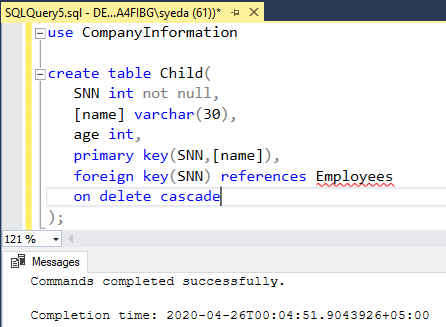 SQLQuery5.sql - DE...A4FIBG\syeda (61))*
use CompanyInformation
create table Child(
SNN int not null,
[name] varchar(30),
age int,
primary key(SNN,[name]),
foreign key(SNN) references Employees
on delete cascade
);
121 %
Messages
Commands completed successfully.
Completion time: 2020-04-26T00:04:51.9043926+05:00